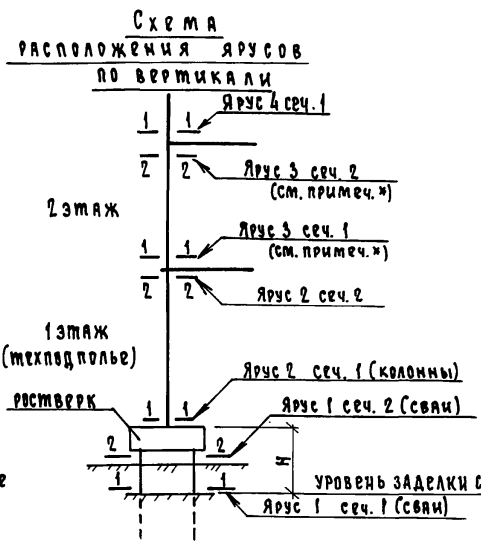 Схема
расположения ярусов
по вертикали
Ярус 4 сеч. 1
1 1
2 2
Ярус 3 сеч. 2
(см. примеч. *)
2 этаж
Ярус 3 сеч. 1
1 1
(см. примеч. *)
2 2
Ярус 2 сеч. 2
1 этаж
(техподполье)
Ярус 2 сеч. 1 (колонны)
ростверк
1 1
Ярус 1 сеч. 2 (сваи)
2 2
H
1 1
уровень заделки с
Ярус 1 сеч. 1 (сваи)